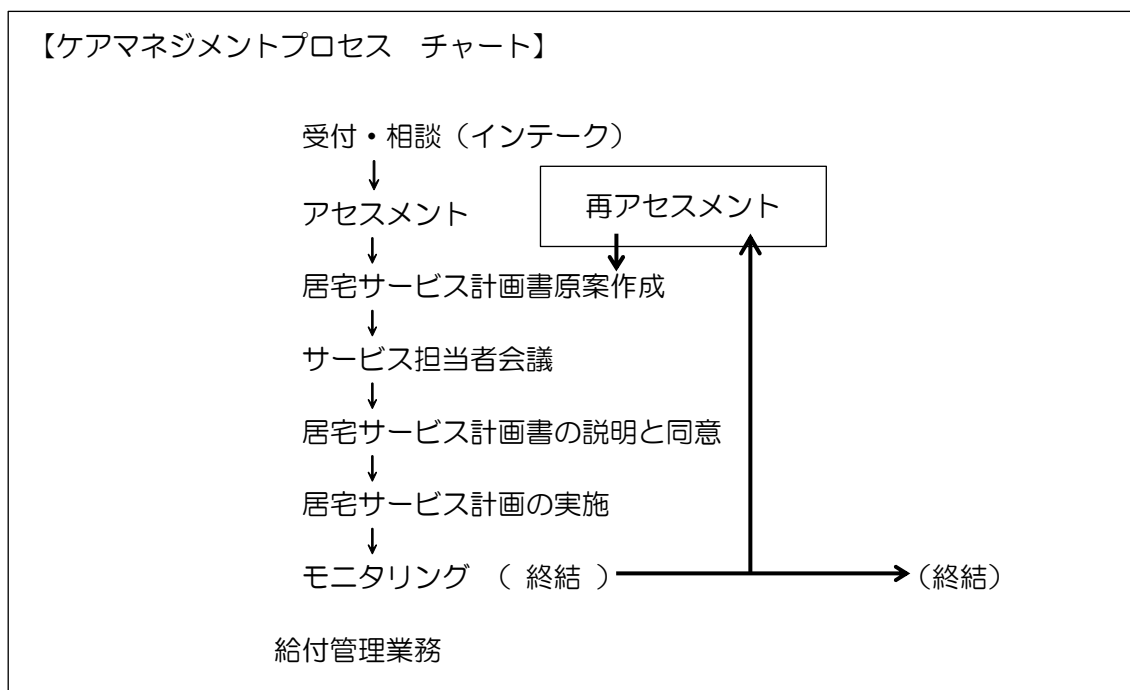 【ケアマネジメントプロセス　チャート】
受付・相談（インテーク）
アセスメント
再アセスメント
居宅サービス計画書原案作成
サービス担当者会議
居宅サービス計画書の説明と同意
居宅サービス計画の実施
モニタリング （ 終結 ）
（終結）
給付管理業務